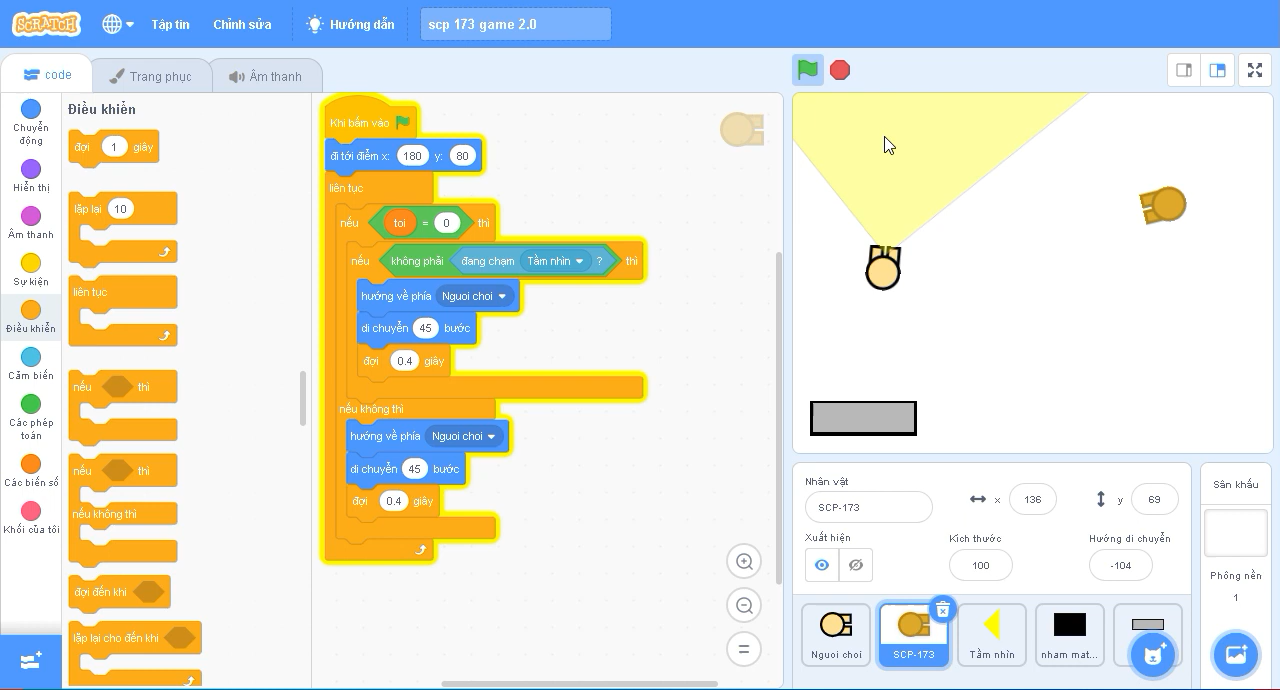 SCRATCH
Tập tin
Chỉnh sửa
Hướng dẫn
scp 173 game 2.0
code
Trang phục
Âm thanh
Chuyển động
Hiển thị
Âm thanh
Sự kiện
Điều khiển
Cảm biến
Các phép toán
Các biến số
Khối của tôi
Điều khiển
đợi 1 giây
lặp lại 10
liên tục
nếu thì
nếu thì
nếu không thì
đợi đến khi
lặp lại cho đến khi
Khi bấm vào
đi tới điểm x: 180 y: 80
liên tục
nếu toi = 0 thì
nếu không phải đang chạm Tầm nhìn ? thì
hướng về phía Nguoi choi
di chuyển 45 bước
đợi 0.4 giây
nếu không thì
hướng về phía Nguoi choi
di chuyển 45 bước
đợi 0.4 giây
Nhân vật
SCP-173
x 136
y 69
Xuất hiện
Kích thước
100
Hướng di chuyển
-104
Nguoi choi
SCP-173
Tầm nhìn
nham mat...
Sân khấu
Phông nền
1